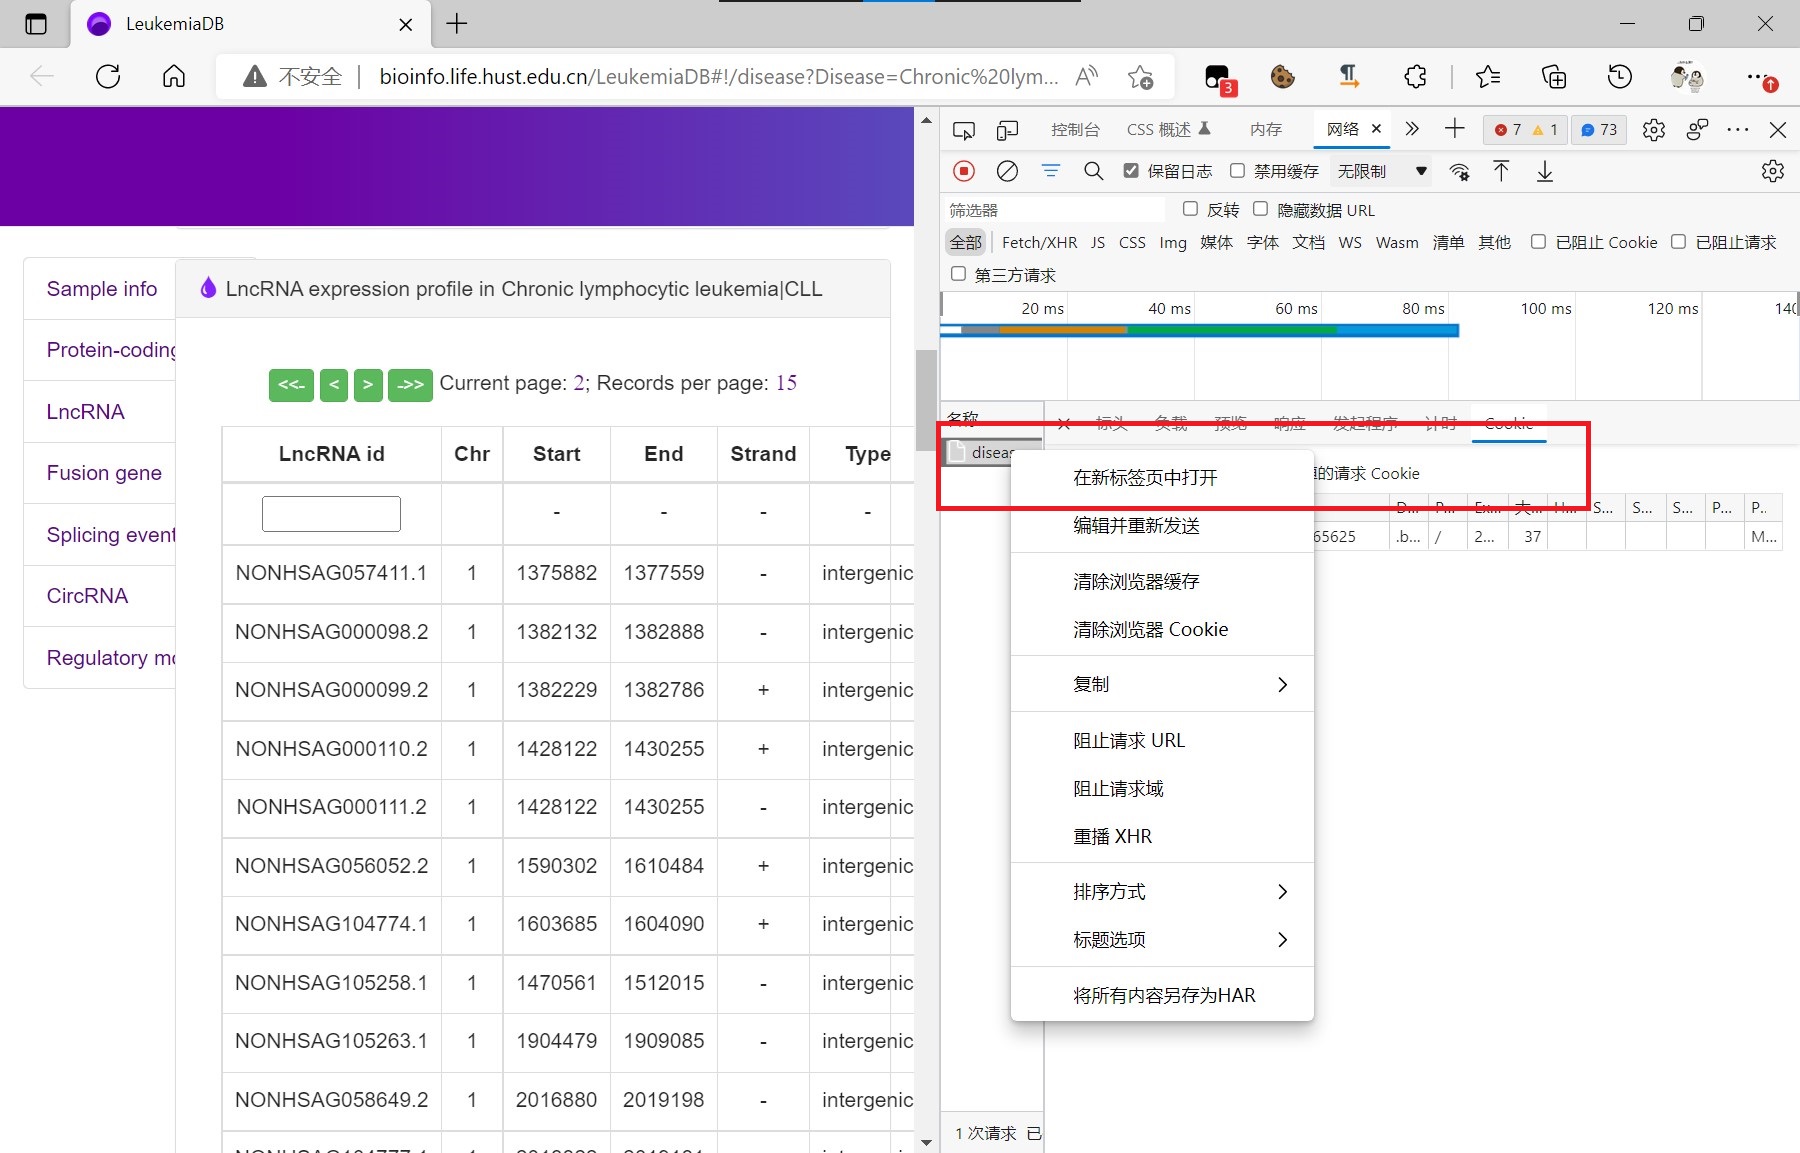 LeukemiaDB
不安全
bioinfo.life.hust.edu.cn/LeukemiaDB#!/disease?Disease=Chronic%20lym...
3
Sample info
Protein-coding
LncRNA
Fusion gene
Splicing event
CircRNA
Regulatory mo
LncRNA expression profile in Chronic lymphocytic leukemia|CLL
<<- < > ->> Current page: 2; Records per page: 15
LncRNA id Chr Start End Strand Type
- - - -
NONHSAG057411.1 1 1375882 1377559 - intergenic
NONHSAG000098.2 1 1382132 1382888 - intergenic
NONHSAG000099.2 1 1382229 1382786 + intergenic
NONHSAG000110.2 1 1428122 1430255 + intergenic
NONHSAG000111.2 1 1428122 1430255 - intergenic
NONHSAG056052.2 1 1590302 1610484 + intergenic
NONHSAG104774.1 1 1603685 1604090 + intergenic
NONHSAG105258.1 1 1470561 1512015 - intergenic
NONHSAG105263.1 1 1904479 1909085 - intergenic
NONHSAG058649.2 1 2016880 2019198 - intergenic
控制台 CSS 概述 内存 网络 7 1 73
保留日志 禁用缓存 无限制
筛选器 反转 隐藏数据 URL
全部 Fetch/XHR JS CSS Img 媒体 字体 文档 WS Wasm 清单 其他 已阻止 Cookie 已阻止请求
第三方请求
20 ms 40 ms 60 ms 80 ms 100 ms 120 ms 140
名称 标头 负载 预览 响应 发起程序 计时 Cookie
diseas
的请求 Cookie
D... P... Ex... 大... H... S... S... S... P... P..
65625 .b... / 2... 37 M...
在新标签页中打开
编辑并重新发送
清除浏览器缓存
清除浏览器 Cookie
复制
阻止请求 URL
阻止请求域
重播 XHR
排序方式
标题选项
将所有内容另存为HAR
1 次请求 已